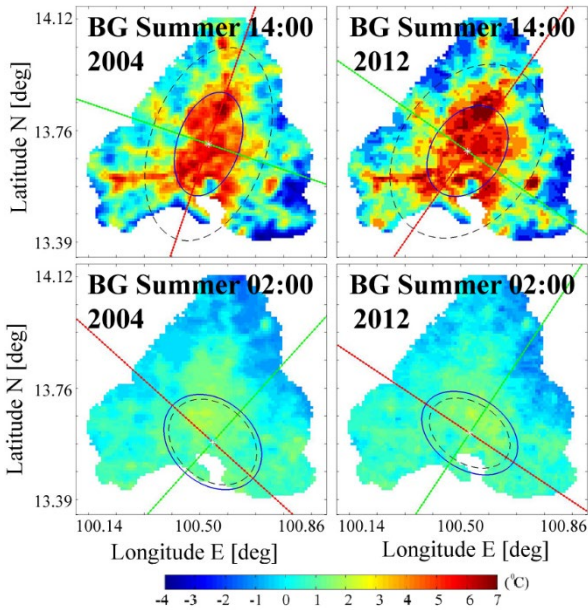 BG Summer 14:00
2004
BG Summer 14:00
2012
Latitude N [deg]
14.12
13.76
13.39
BG Summer 02:00
2004
BG Summer 02:00
2012
Latitude N [deg]
14.12
13.76
13.39
100.14 100.50 100.86 100.14 100.50 100.86
Longitude E [deg] Longitude E [deg]
-4 -3 -2 -1 0 1 2 3 4 5 6 7 (⁰C)